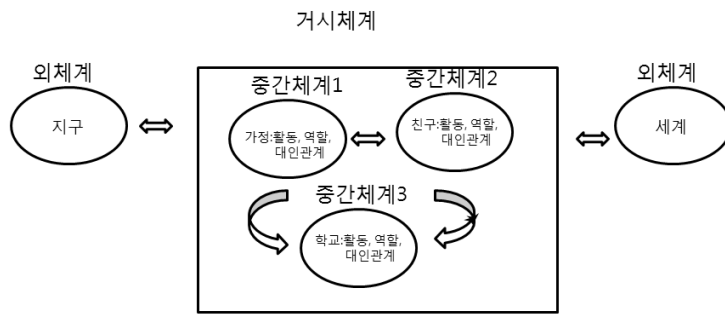 거시체계
외체계
중간체계1
중간체계2
외체계
지구
가정:활동, 역할,
대인관계
친구:활동, 역할,
대인관계
세계
중간체계3
학교:활동, 역할,
대인관계